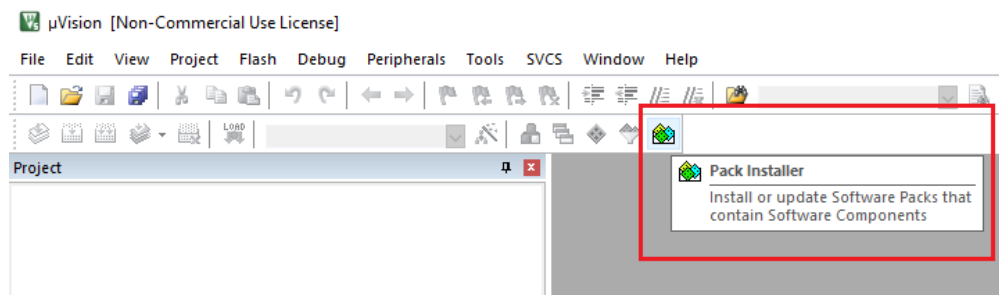 µVision [Non-Commercial Use License]
File Edit View Project Flash Debug Peripherals Tools SVCS Window Help
LOAD
Project
Pack Installer
Install or update Software Packs that
contain Software Components